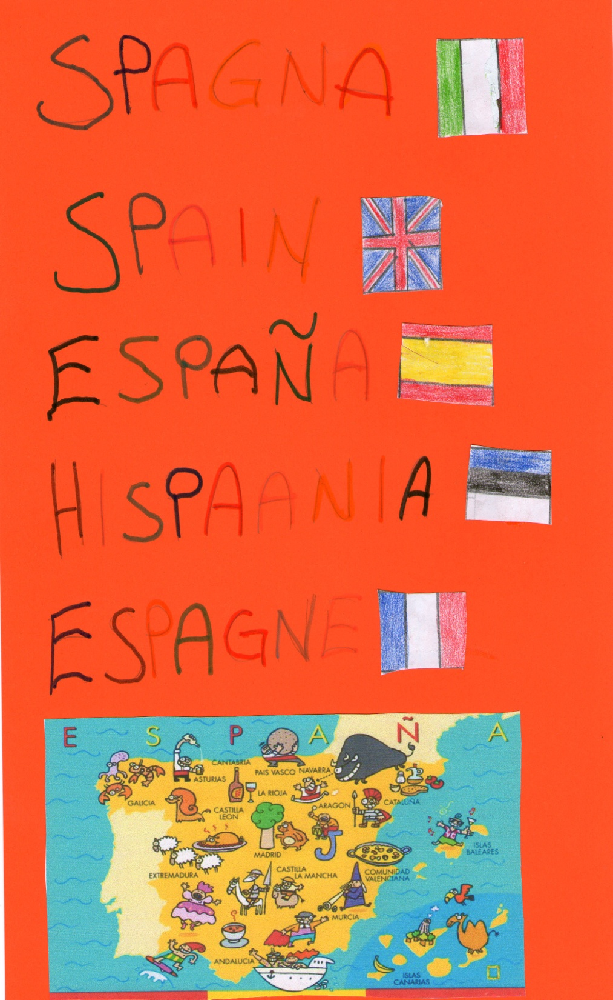 SPAGNA
SPAIN
ESPAÑA
HISPAANIA
ESPAGNE
E S P A Ñ A
CANTABRIA
ASTURIAS
PAIS VASCO
NAVARRA
GALICIA
LA RIOJA
CASTILLA
LEON
ARAGON
CATALUÑA
MADRID
ISLAS
BALEARES
EXTREMADURA
CASTILLA
LA MANCHA
COMUNIDAD
VALENCIANA
MURCIA
ANDALUCIA
ISLAS
CANARIAS